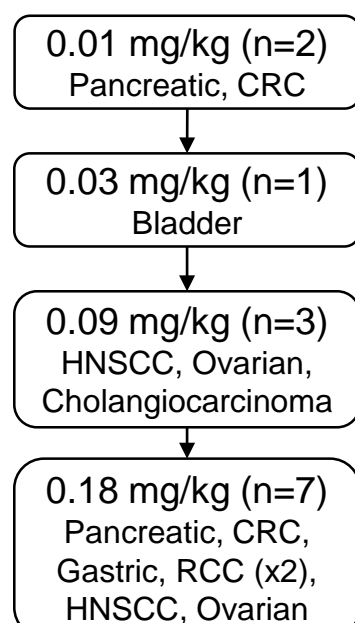 0.01 mg/kg (n=2)
Pancreatic, CRC
0.03 mg/kg (n=1)
Bladder
0.09 mg/kg (n=3)
HNSCC, Ovarian,
Cholangiocarcinoma
0.18 mg/kg (n=7)
Pancreatic, CRC,
Gastric, RCC (x2),
HNSCC, Ovarian